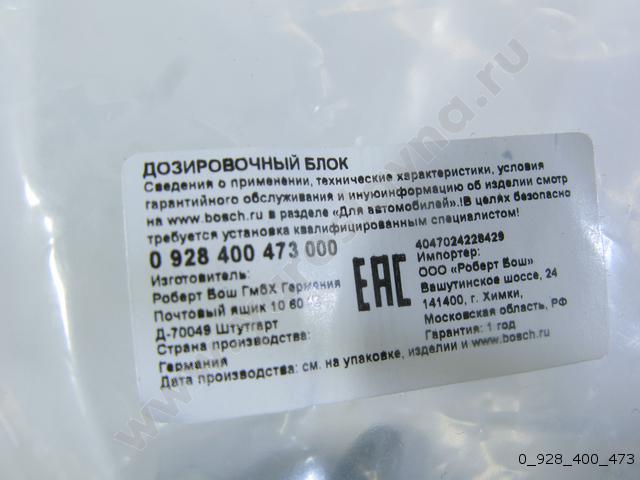 ДОЗИРОВОЧНЫЙ БЛОК
Сведения о применении, технические характеристики, условия
гарантийного обслуживания и инуюинформацию об изделии смотр
на www.bosch.ru в разделе «Для автомобилей».!В целях безопасно
требуется установка квалифицированным специалистом!
0 928 400 473 000
Изготовитель:
Роберт Бош ГмБХ Германия
Почтовый ящик 10 60
Д-70049 Штутгарт
Страна производства:
Германия
Дата производства: см. на упаковке, изделии и www.bosch.ru
EAC
4047024228429
Импортер:
ООО «Роберт Бош»
Вашутинское шоссе, 24
141400, г. Химки,
Московская область, РФ
Гарантия: 1 год
0_928_400_473